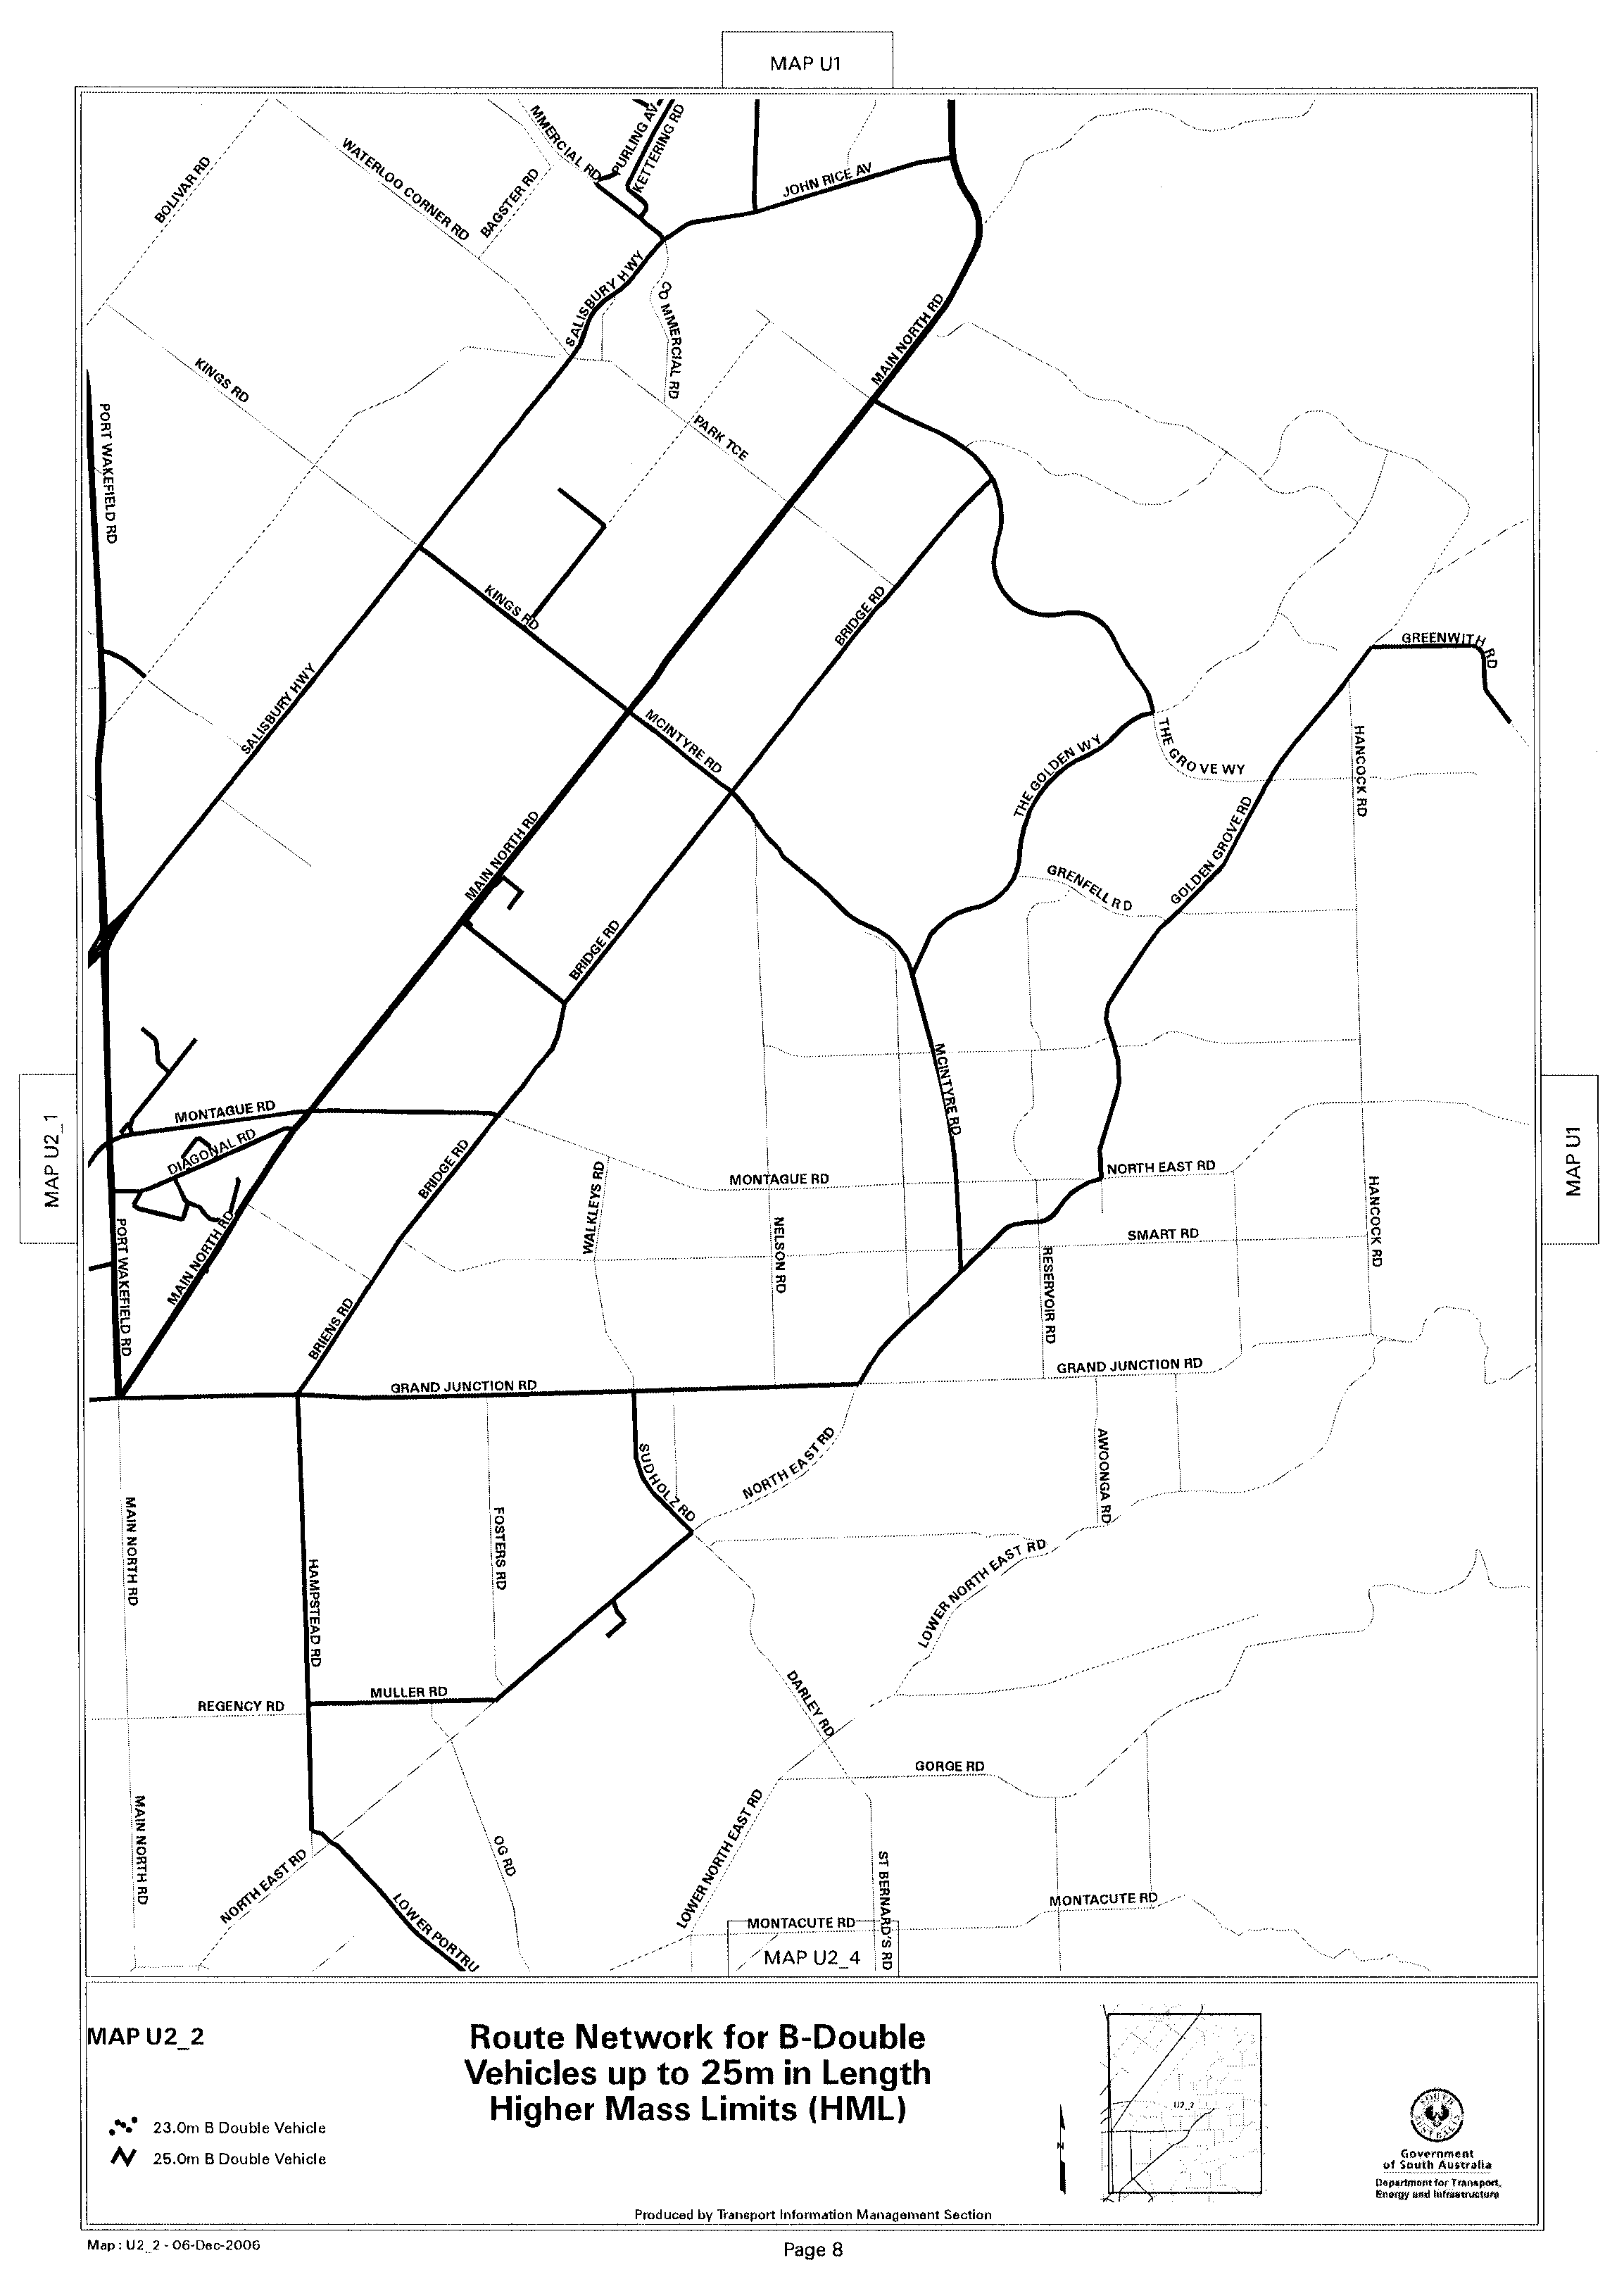 MAP U1
MMERCIAL RD
PURLING AV
KETTERING RD
WATERLOO CORNER RD
BOLIVAR RD
BAGSTER RD
JOHN RICE AV
SALISBURY HWY
COMMERCIAL RD
MAIN NORTH RD
KINGS RD
PORT WAKEFIELD RD
PARK TCE
KINGS RD
BRIDGE RD
GREENWITH RD
SALISBURY HWY
MCINTYRE RD
THE GOLDEN WY
THE GROVE WY
HANCOCK RD
MAIN NORTH RD
GOLDEN GROVE RD
GRENFELL RD
BRIDGE RD
MCINTYRE RD
MAP U2_1
MAP U1
MONTAGUE RD
DIAGONAL RD
BRIDGE RD
WALKLEYS RD
MONTAGUE RD
NORTH EAST RD
HANCOCK RD
PORT WAKEFIELD RD
MAIN NORTH RD
NELSON RD
SMART RD
RESERVOIR RD
BRIENS RD
GRAND JUNCTION RD
GRAND JUNCTION RD
SUDHOLZ RD
NORTH EAST RD
AWOONGA RD
MAIN NORTH RD
FOSTERS RD
HAMPSTEAD RD
LOWER NORTH EAST RD
MULLER RD
REGENCY RD
DARLEY RD
GORGE RD
MAIN NORTH RD
NORTH EAST RD
OG RD
LOWER NORTH EAST RD
ST BERNARD'S RD
LOWER PORTRU
MONTACUTE RD
MONTACUTE RD
MAP U2_4
MAP U2_2
Route Network for B-Double
Vehicles up to 25m in Length
Higher Mass Limits (HML)
23.0m B Double Vehicle
25.0m B Double Vehicle
N
U2_2
SOUTH AUSTRALIA
Government
of South Australia
Department for Transport,
Energy and Infrastructure
Produced by Transport Information Management Section
Map : U2_2 - 06-Dec-2006
Page 8